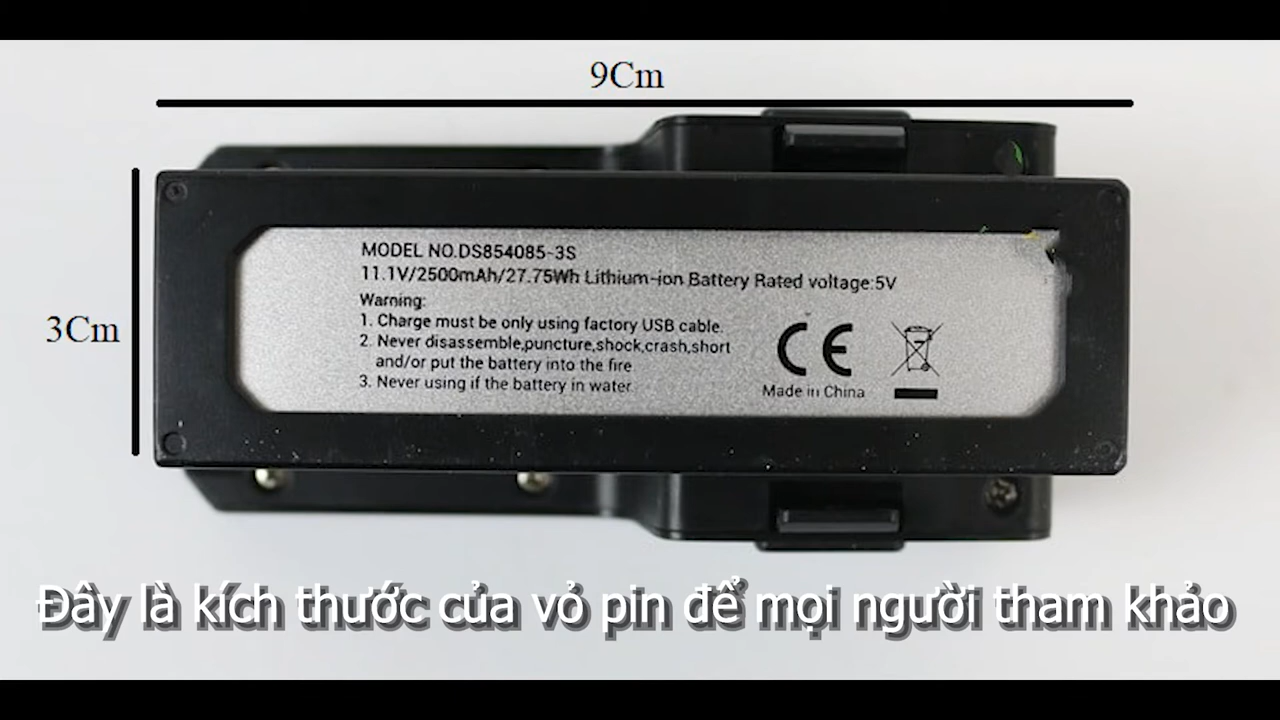 9Cm
3Cm
MODEL NO.DS854085-3S
11.1V/2500mAh/27.75Wh Lithium-ion Battery Rated voltage:5V
Warning:
1. Charge must be only using factory USB cable.
2. Never disassemble,puncture,shock,crash,short
and/or put the battery into the fire
3. Never using if the battery in water
CE
Made in China
Đây là kích thước của vỏ pin để mọi người tham khảo